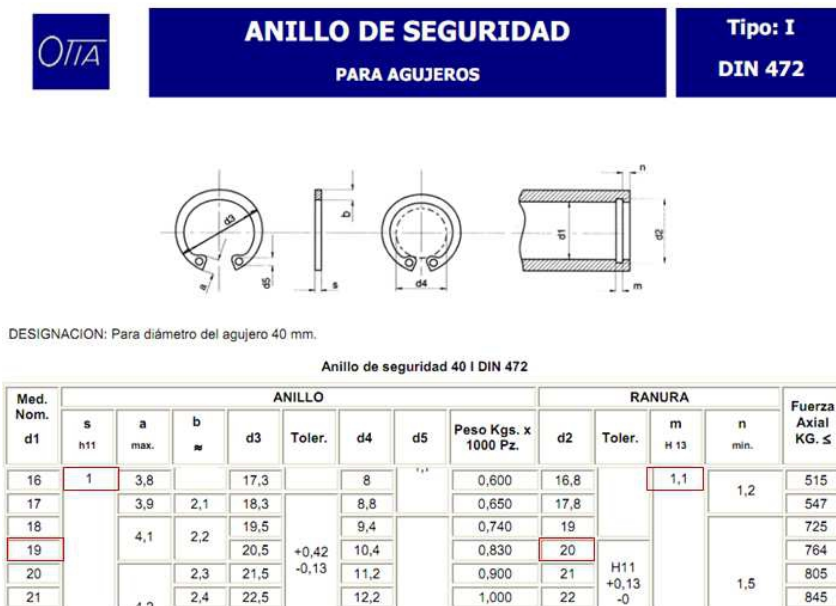 OTIA
ANILLO DE SEGURIDAD
PARA AGUJEROS
Tipo: I
DIN 472
n
d3
b
d1
d2
a
d5
s
d4
m
DESIGNACION: Para diámetro del agujero 40 mm.
Anillo de seguridad 40 I DIN 472
Med. Nom. d1 ANILLO RANURA Fuerza Axial KG. ≤
s h11 a max. b ≈ d3 Toler. d4 d5 Peso Kgs. x 1000 Pz. d2 Toler. m H 13 n min.
16 1 3,8 17,3 8 0,600 16,8 1,1 1,2 515
17 3,9 2,1 18,3 8,8 0,650 17,8 547
18 4,1 2,2 19,5 +0,42 -0,13 9,4 0,740 19 1,5 725
19 20,5 10,4 0,830 20 H11 +0,13 -0 764
20 2,3 21,5 11,2 0,900 21 805
21 2,4 22,5 12,2 1,000 22 845